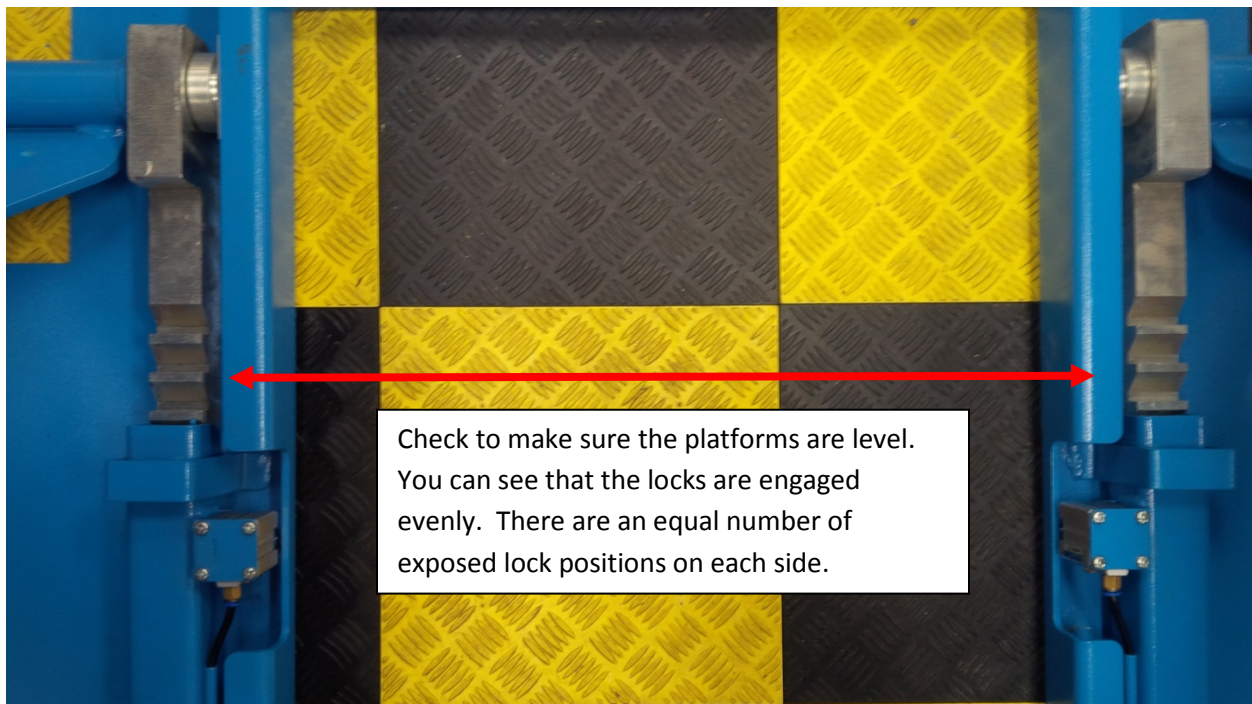 Check to make sure the platforms are level.
You can see that the locks are engaged
evenly.  There are an equal number of
exposed lock positions on each side.